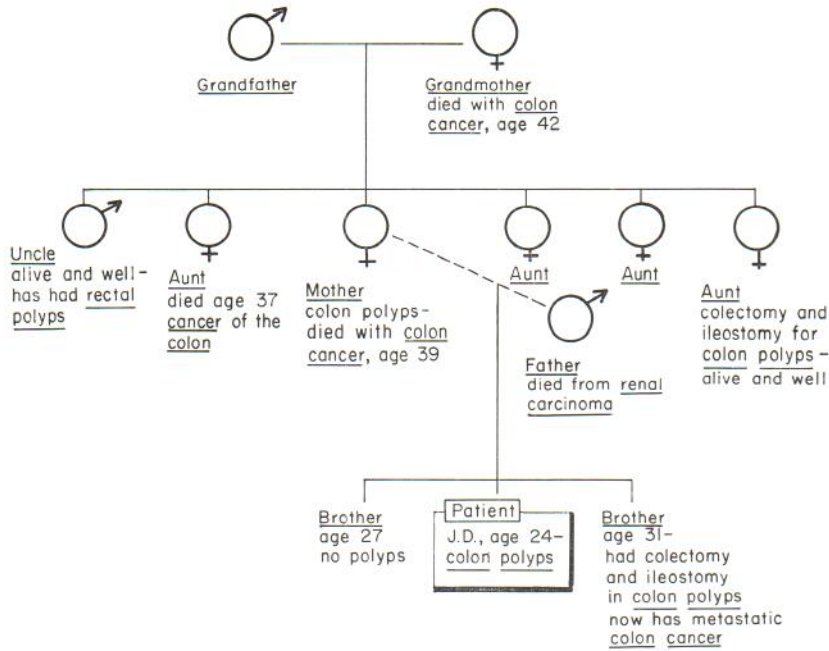 Grandfather
Grandmother
died with colon
cancer, age 42
Uncle
alive and well-
has had rectal
polyps
Aunt
died age 37
cancer of the
colon
Mother
colon polyps-
died with colon
cancer, age 39
Aunt
Aunt
Aunt
colectomy and
ileostomy for
colon polyps-
alive and well
Father
died from renal
carcinoma
Brother
age 27
no polyps
Patient
J.D., age 24-
colon polyps
Brother
age 31-
had colectomy
and ileostomy
in colon polyps
now has metastatic
colon cancer